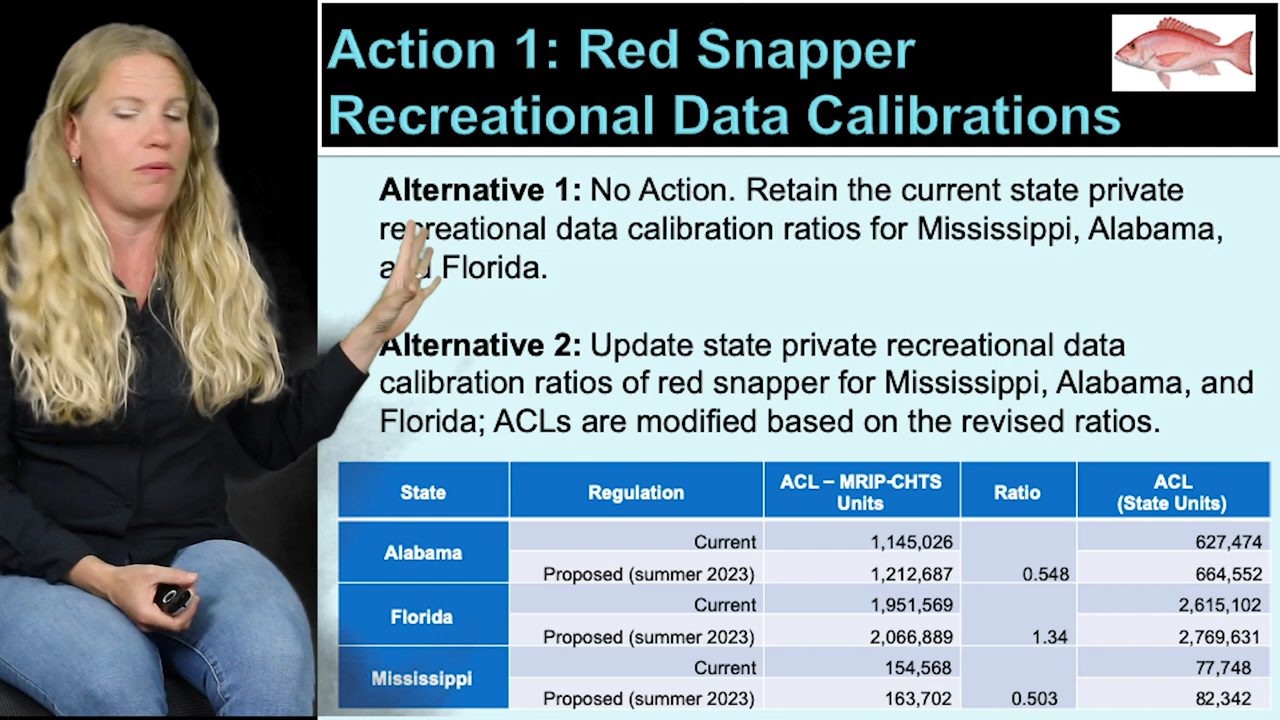 Action 1: Red Snapper
Recreational Data Calibrations
Alternative 1: No Action. Retain the current state private
recreational data calibration ratios for Mississippi, Alabama,
and Florida.
Alternative 2: Update state private recreational data
calibration ratios of red snapper for Mississippi, Alabama, and
Florida; ACLs are modified based on the revised ratios.
State Regulation ACL – MRIP-CHTS Units Ratio ACL (State Units)
Alabama Current 1,145,026 627,474
Proposed (summer 2023) 1,212,687 0.548 664,552
Florida Current 1,951,569 2,615,102
Proposed (summer 2023) 2,066,889 1.34 2,769,631
Mississippi Current 154,568 77,748
Proposed (summer 2023) 163,702 0.503 82,342